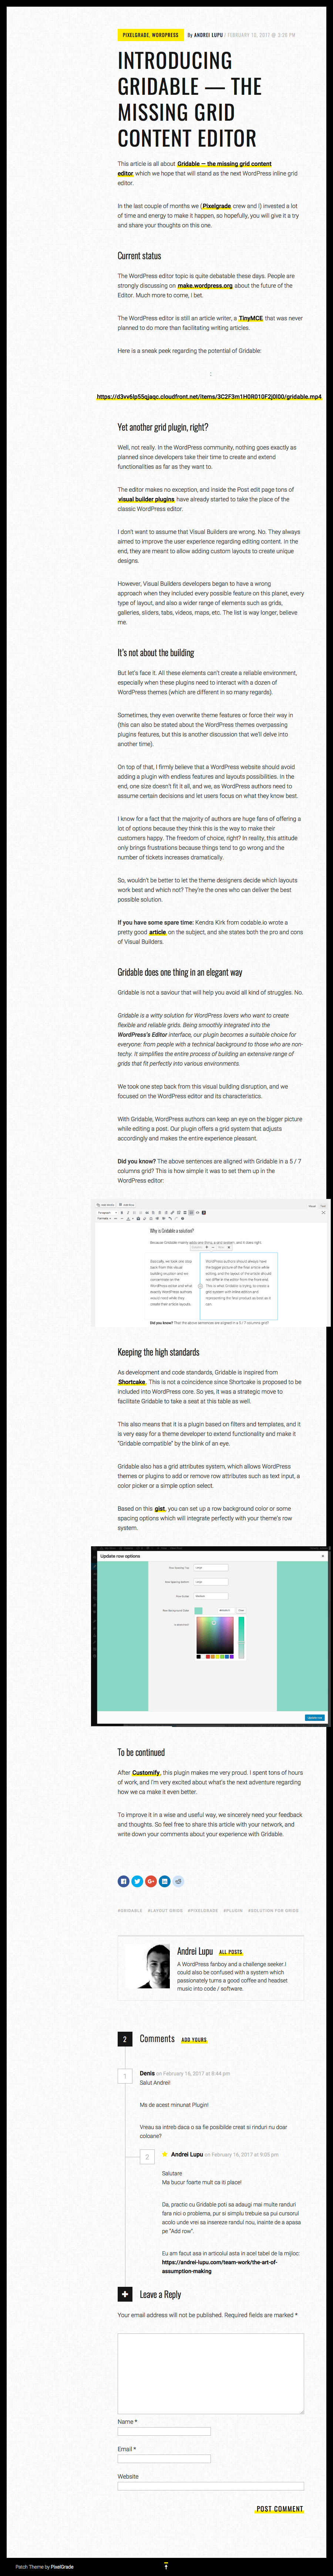 PIXELGRADE, WORDPRESS By ANDREI LUPU / FEBRUARY 10, 2017 @ 3:20 PM
INTRODUCING
GRIDABLE — THE
MISSING GRID
CONTENT EDITOR
This article is all about Gridable — the missing grid content
editor which we hope that will stand as the next WordPress inline grid
editor.
In the last couple of months we (Pixelgrade crew and I) invested a lot
of time and energy to make it happen, so hopefully, you will give it a try
and share your thoughts on this one.
Current status
The WordPress editor topic is quite debatable these days. People are
strongly discussing on make.wordpress.org about the future of the
Editor. Much more to come, I bet.
The WordPress editor is still an article writer, a TinyMCE that was never
planned to do more than facilitating writing articles.
Here is a sneak peek regarding the potential of Gridable:
:
https://d3vv6lp55qjaqc.cloudfront.net/items/3C2F3m1H0R010F2j0I00/gridable.mp4
Yet another grid plugin, right?
Well, not really. In the WordPress community, nothing goes exactly as
planned since developers take their time to create and extend
functionalities as far as they want to.
The editor makes no exception, and inside the Post edit page tons of
visual builder plugins have already started to take the place of the
classic WordPress editor.
I don't want to assume that Visual Builders are wrong. No. They always
aimed to improve the user experience regarding editing content. In the
end, they are meant to allow adding custom layouts to create unique
designs.
However, Visual Builders developers began to have a wrong
approach when they included every possible feature on this planet, every
type of layout, and also a wider range of elements such as grids,
galleries, sliders, tabs, videos, maps, etc. The list is way longer, believe
me.
It's not about the building
But let's face it. All these elements can't create a reliable environment,
especially when these plugins need to interact with a dozen of
WordPress themes (which are different in so many regards).
Sometimes, they even overwrite theme features or force their way in
(this can also be stated about the WordPress themes overpassing
plugins features, but this is another discussion that we'll delve into
another time).
On top of that, I firmly believe that a WordPress website should avoid
adding a plugin with endless features and layouts possibilities. In the
end, one size doesn't fit it all, and we, as WordPress authors need to
assume certain decisions and let users focus on what they know best.
I know for a fact that the majority of authors are huge fans of offering a
lot of options because they think this is the way to make their
customers happy. The freedom of choice, right? In reality, this attitude
only brings frustrations because things tend to go wrong and the
number of tickets increases dramatically.
So, wouldn't be better to let the theme designers decide which layouts
work best and which not? They're the ones who can deliver the best
possible solution.
If you have some spare time: Kendra Kirk from codable.io wrote a
pretty good article on the subject, and she states both the pro and cons
of Visual Builders.
Gridable does one thing in an elegant way
Gridable is not a saviour that will help you avoid all kind of struggles. No.
Gridable is a witty solution for WordPress lovers who want to create
flexible and reliable grids. Being smoothly integrated into the
WordPress's Editor interface, our plugin becomes a suitable choice for
everyone: from people with a technical background to those who are non-
techy. It simplifies the entire process of building an extensive range of
grids that fit perfectly into various environments.
We took one step back from this visual building disruption, and we
focused on the WordPress editor and its characteristics.
With Gridable, WordPress authors can keep an eye on the bigger picture
while editing a post. Our plugin offers a grid system that adjusts
accordingly and makes the entire experience pleasant.
Did you know? The above sentences are aligned with Gridable in a 5 / 7
columns grid? This is how simple it was to set them up in the
WordPress editor:
Why is Gridable a solution?
Did you know? That the above sentences are aligned in a 5 / 7 columns grid?
Keeping the high standards
As development and code standards, Gridable is inspired from
Shortcake. This is not a coincidence since Shortcake is proposed to be
included into WordPress core. So yes, it was a strategic move to
facilitate Gridable to take a seat at this table as well.
This also means that it is a plugin based on filters and templates, and it
is very easy for a theme developer to extend functionality and make it
"Gridable compatible" by the blink of an eye.
Gridable also has a grid attributes system, which allows WordPress
themes or plugins to add or remove row attributes such as text input, a
color picker or a simple option select.
Based on this gist, you can set up a row background color or some
spacing options which will integrate perfectly with your theme's row
system.
Update row options
To be continued
After Customify, this plugin makes me very proud. I spent tons of hours
of work, and I'm very excited about what's the next adventure regarding
how we can make it even better.
To improve it in a wise and useful way, we sincerely need your feedback
and thoughts. So feel free to share this article with your network, and
write down your comments about your experience with Gridable.
#GRIDABLE #LAYOUT GRIDS #PIXELGRADE #PLUGIN #SOLUTION FOR GRIDS
Andrei Lupu ALL POSTS
A WordPress fanboy and a challenge seeker.I
could also be confused with a system which
passionately turns a good coffee and headset
music into code / software.
2 Comments ADD YOURS
1 Denis on February 16, 2017 at 8:44 pm
Salut Andrei!
Ms de acest minunat Plugin!
Vreau sa intreb daca o sa fie posibilde creat si rinduri nu doar
coloane?
2 Andrei Lupu on February 16, 2017 at 9:05 pm
Salutare
Ma bucur foarte mult ca iti place!
Da, practic cu Gridable poti sa adaugi mai multe randuri
fara nici o problema, pur si simplu trebuie sa pui cursorul
acolo unde vrei sa insereze randul nou, inainte de a apasa
pe "Add row".
Eu am facut asa in articolul asta in acel tabel de la mijloc:
https://andrei-lupu.com/team-work/the-art-of-
assumption-making
Leave a Reply
Your email address will not be published. Required fields are marked *
Name *
Email *
Website
POST COMMENT
Patch Theme by PixelGrade